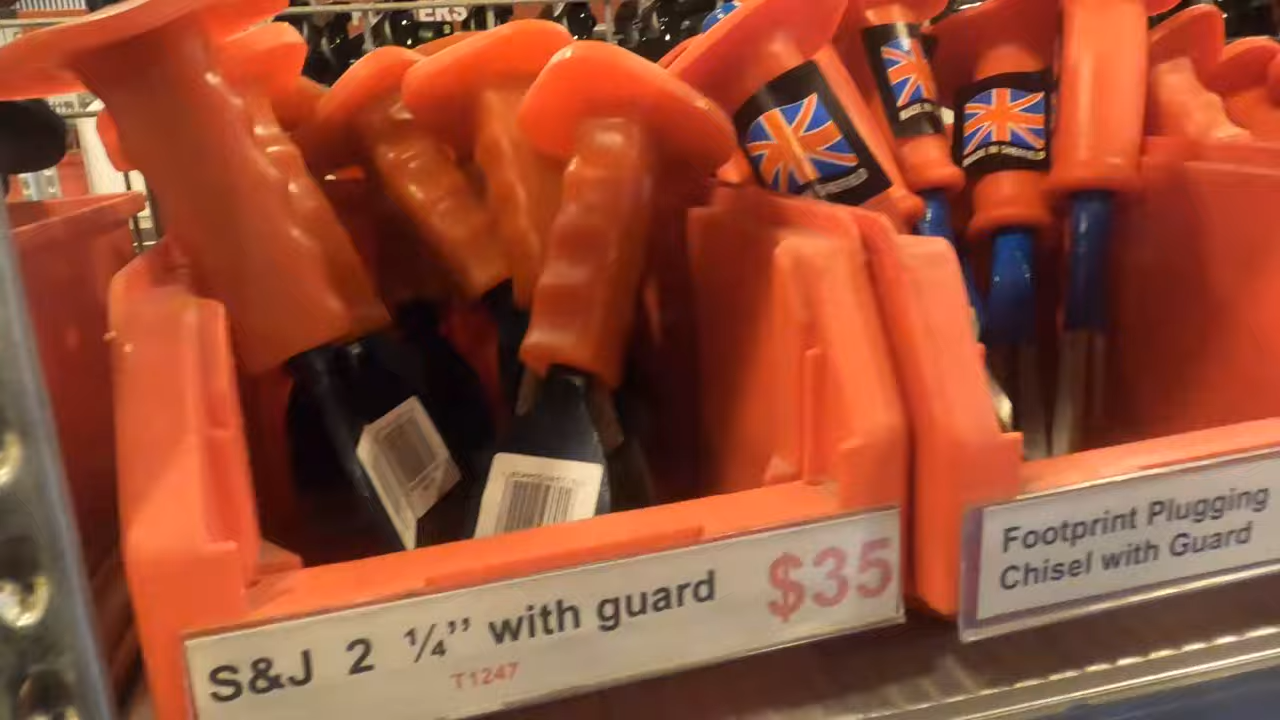 S&J 2 ¼” with guard $35
T1247
Footprint Plugging
Chisel with Guard